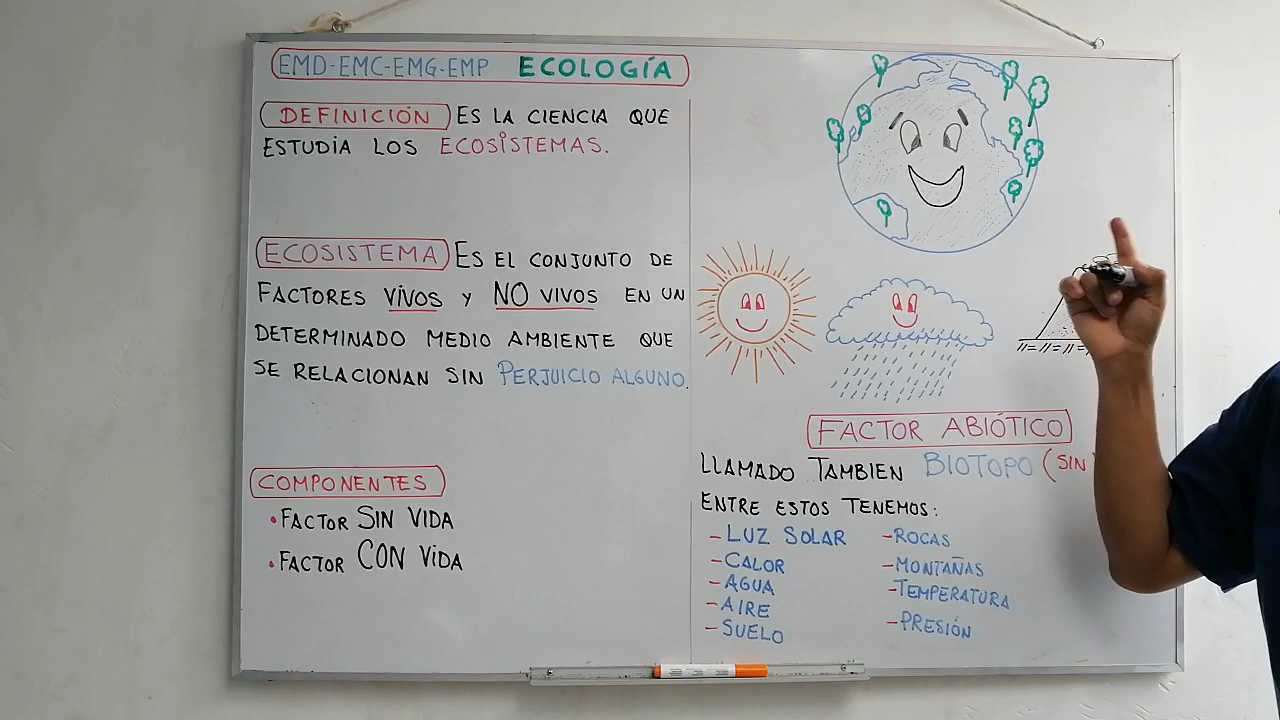 EMD-EMC-EMG-EMP ECOLOGÍA
DEFINICIÓN ES LA CIENCIA QUE
ESTUDIA LOS ECOSISTEMAS.
ECOSISTEMA ES EL CONJUNTO DE
FACTORES VIVOS Y NO VIVOS EN UN
DETERMINADO MEDIO AMBIENTE QUE
SE RELACIONAN SIN PERJUICIO ALGUNO.
COMPONENTES
• FACTOR SIN VIDA
• FACTOR CON VIDA
FACTOR ABIÓTICO
LLAMADO TAMBIEN BIOTOPO (SIN
ENTRE ESTOS TENEMOS:
- LUZ SOLAR
- CALOR
- AGUA
- AIRE
- SUELO
- ROCAS
- MONTAÑAS
- TEMPERATURA
- PRESIÓN